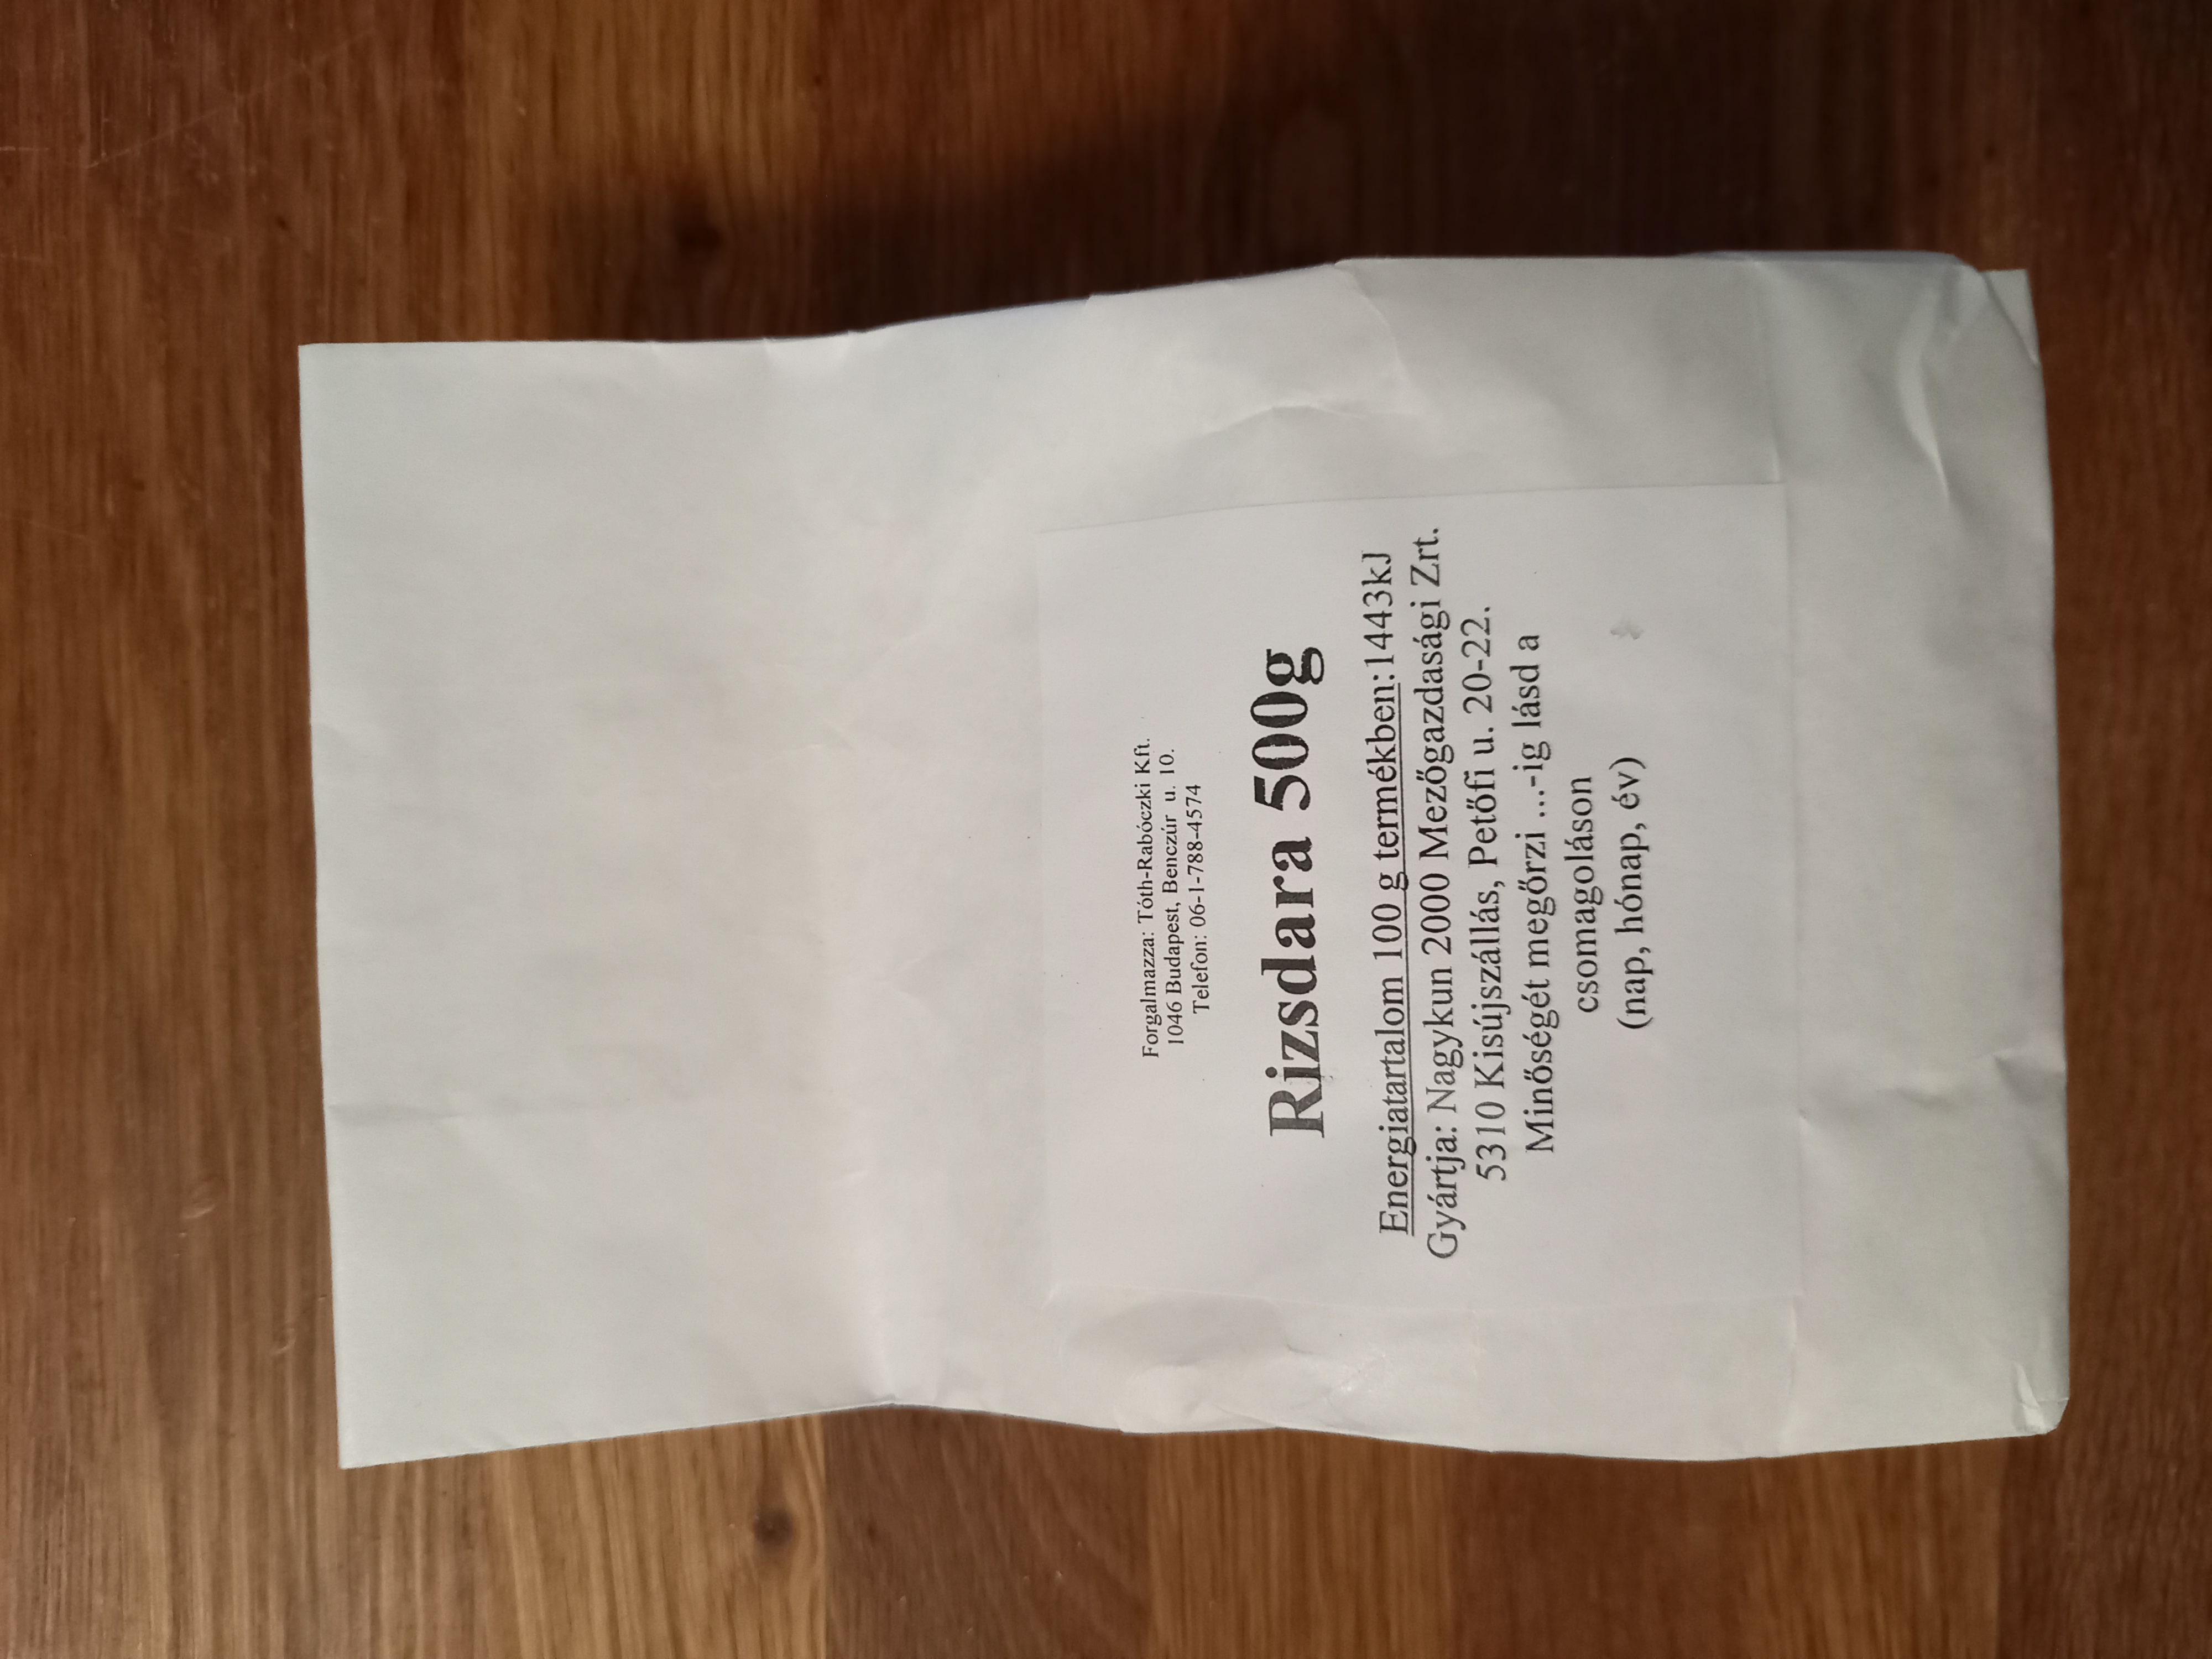 Forgalmazza: Tóth-Rabóczki Kft.
1046 Budapest, Benczúr u. 10.
Telefon: 06-1-788-4574
Rizsdara 500g
Energiatartalom 100 g termékben:1443kJ
Gyártja: Nagykun 2000 Mezőgazdasági Zrt.
5310 Kisújszállás, Petőfi u. 20-22.
Minőségét megőrzi ...-ig lásd a
csomagoláson
(nap, hónap, év)